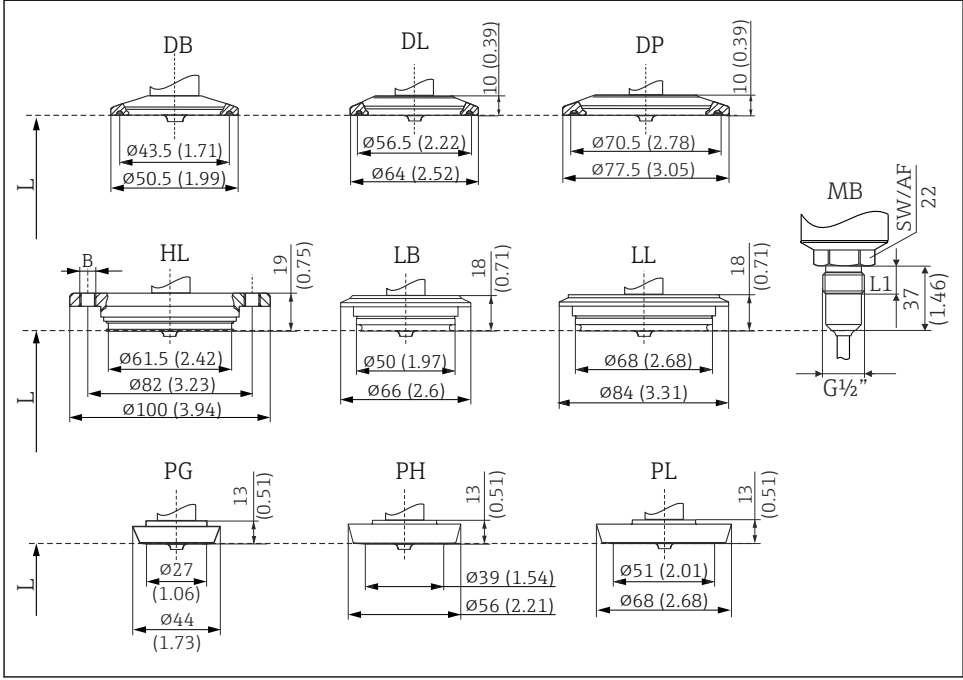 DB
DL
DP
10 (0.39)
10 (0.39)
Ø43.5 (1.71)
Ø50.5 (1.99)
Ø56.5 (2.22)
Ø64 (2.52)
Ø70.5 (2.78)
Ø77.5 (3.05)
L
MB
SW/AF
22
L1
37
(1.46)
G½”
B
HL
19
(0.75)
LB
18
(0.71)
LL
18
(0.71)
Ø61.5 (2.42)
Ø82 (3.23)
Ø100 (3.94)
Ø50 (1.97)
Ø66 (2.6)
Ø68 (2.68)
Ø84 (3.31)
L
PG
13
(0.51)
PH
13
(0.51)
PL
13
(0.51)
Ø27
(1.06)
Ø44
(1.73)
Ø39 (1.54)
Ø56 (2.21)
Ø51 (2.01)
Ø68 (2.68)
L